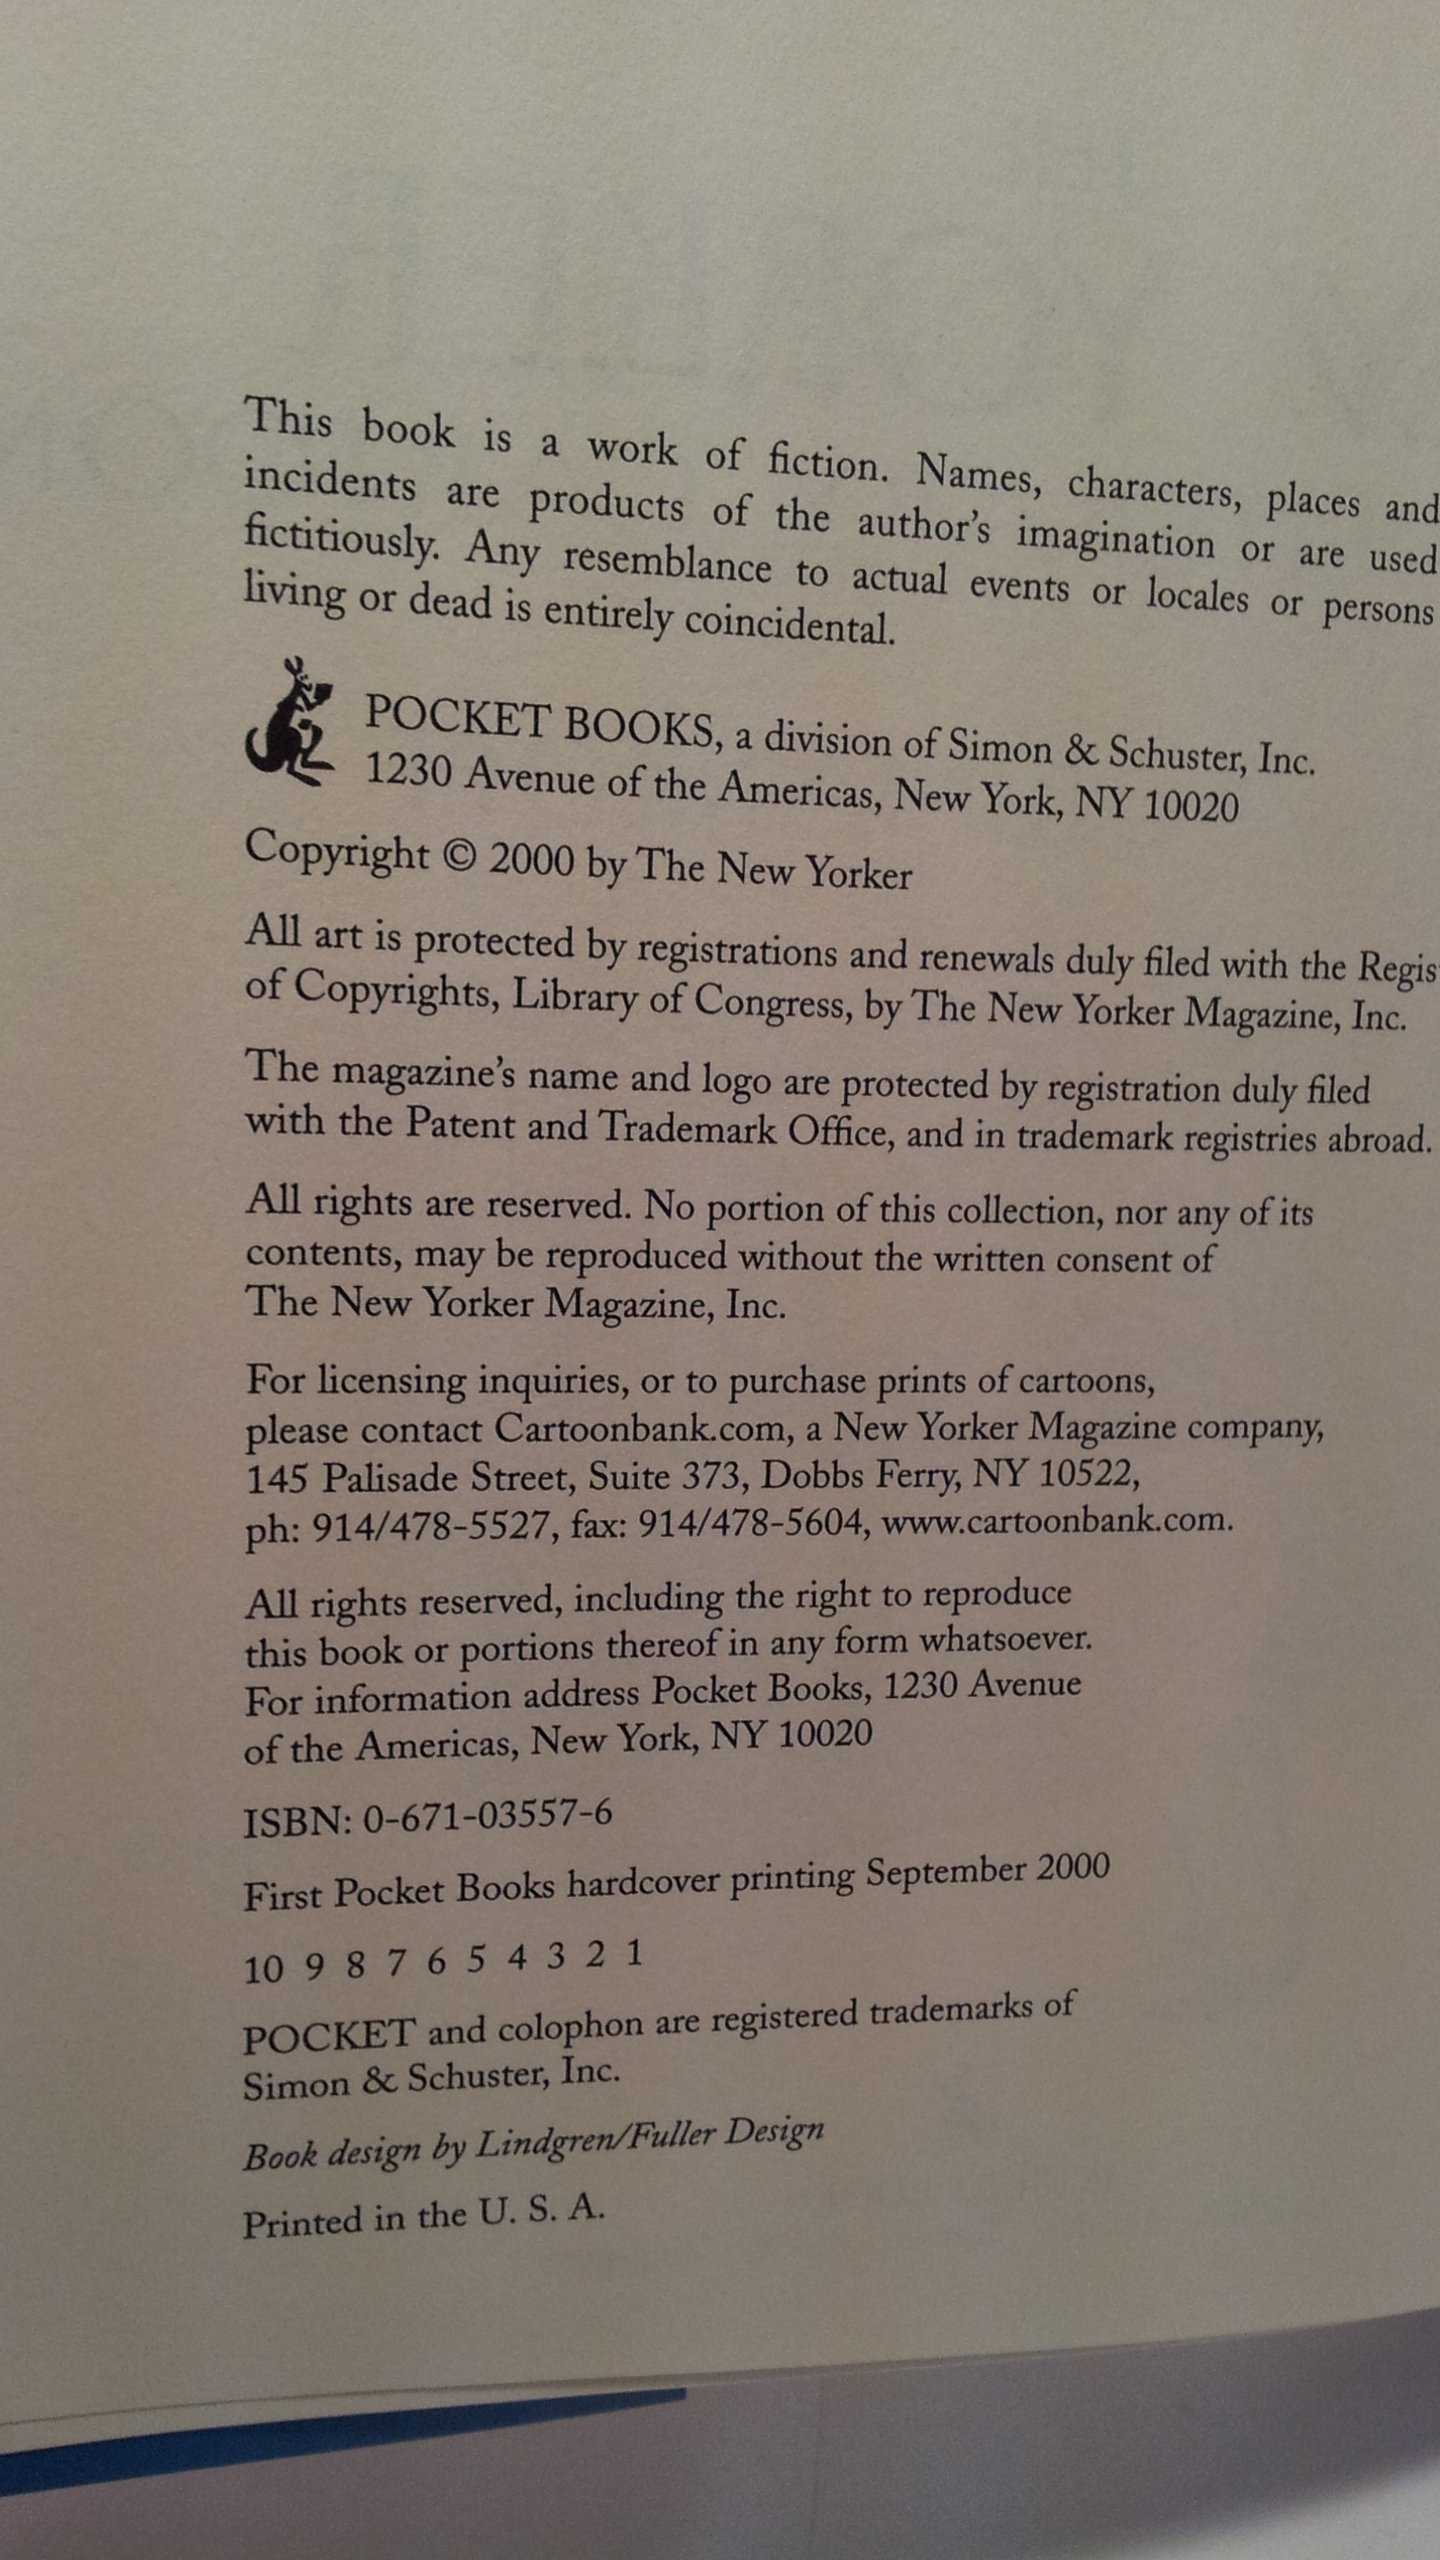 This book is a work of fiction. Names, characters, places and
incidents are products of the author's imagination or are used
fictitiously. Any resemblance to actual events or locales or persons
living or dead is entirely coincidental.
POCKET BOOKS, a division of Simon & Schuster, Inc.
1230 Avenue of the Americas, New York, NY 10020
Copyright © 2000 by The New Yorker
All art is protected by registrations and renewals duly filed with the Regis
of Copyrights, Library of Congress, by The New Yorker Magazine, Inc.
The magazine's name and logo are protected by registration duly filed
with the Patent and Trademark Office, and in trademark registries abroad.
All rights are reserved. No portion of this collection, nor any of its
contents, may be reproduced without the written consent of
The New Yorker Magazine, Inc.
For licensing inquiries, or to purchase prints of cartoons,
please contact Cartoonbank.com, a New Yorker Magazine company,
145 Palisade Street, Suite 373, Dobbs Ferry, NY 10522,
ph: 914/478-5527, fax: 914/478-5604, www.cartoonbank.com.
All rights reserved, including the right to reproduce
this book or portions thereof in any form whatsoever.
For information address Pocket Books, 1230 Avenue
of the Americas, New York, NY 10020
ISBN: 0-671-03557-6
First Pocket Books hardcover printing September 2000
10 9 8 7 6 5 4 3 2 1
POCKET and colophon are registered trademarks of
Simon & Schuster, Inc.
Book design by Lindgren/Fuller Design
Printed in the U. S. A.